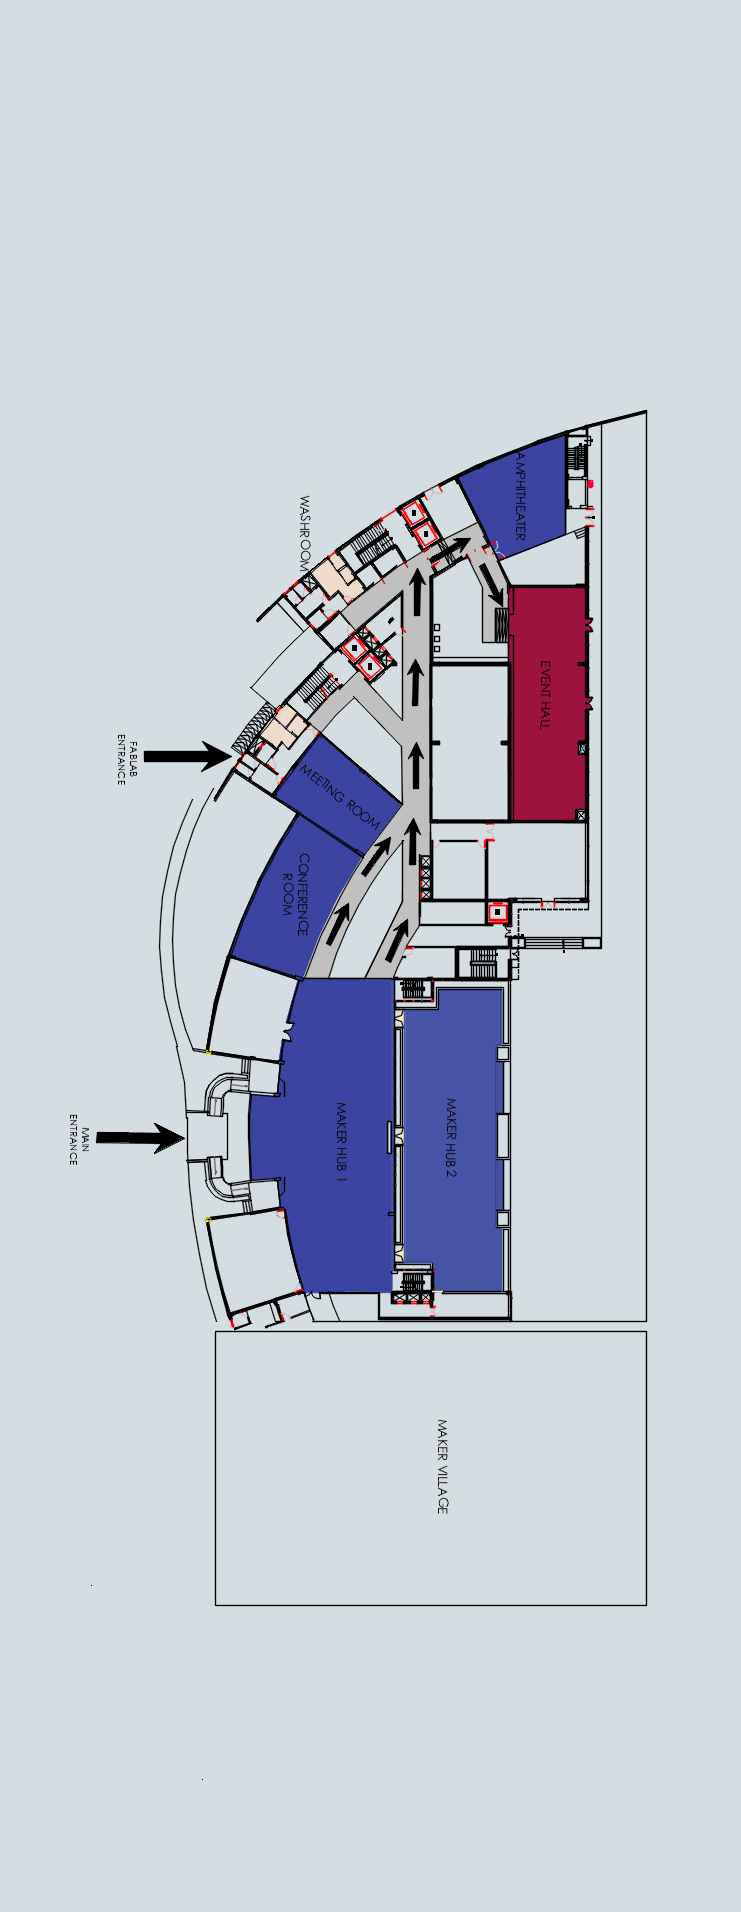 AMPHITHEATER
WASHROOM
EVENT HALL
FABLAB
ENTRANCE
MEETING ROOM
CONFERENCE
ROOM
MAIN
ENTRANCE
MAKER HUB 1
MAKER HUB 2
MAKER VILLAGE